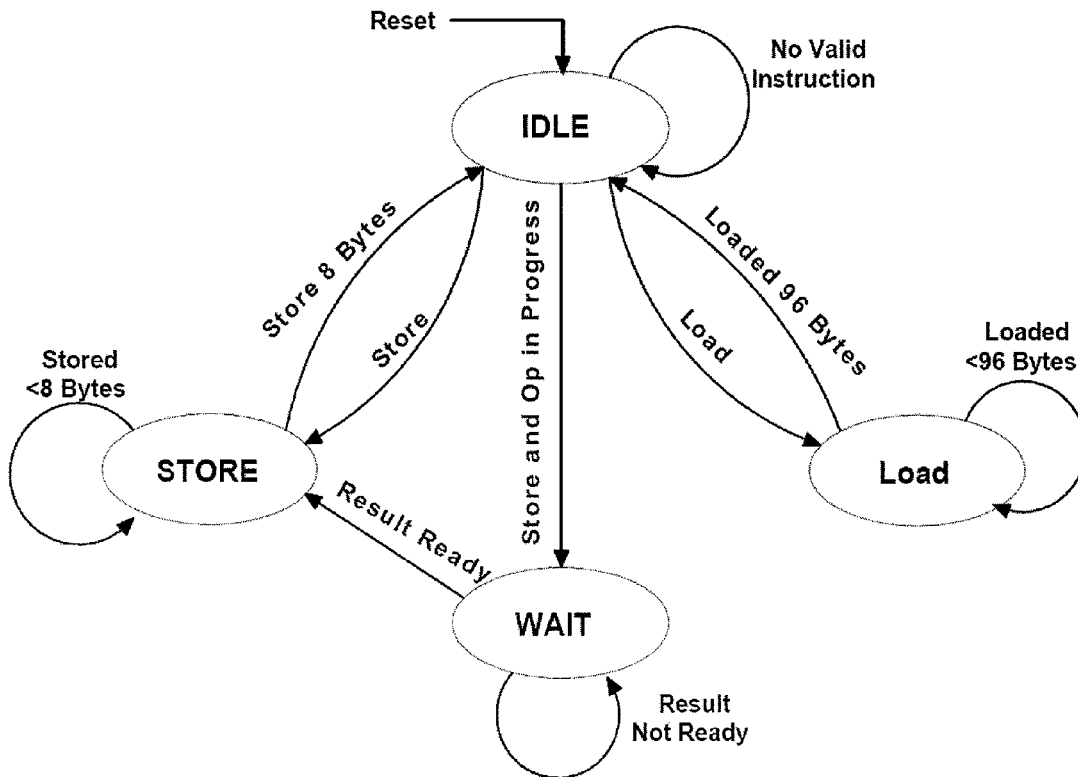 Reset
No Valid
Instruction
IDLE
Store 8 Bytes
Store
Store and Op in Progress
Loaded 96 Bytes
Load
Stored
<8 Bytes
Loaded
<96 Bytes
STORE
Load
Result Ready
WAIT
Result
Not Ready